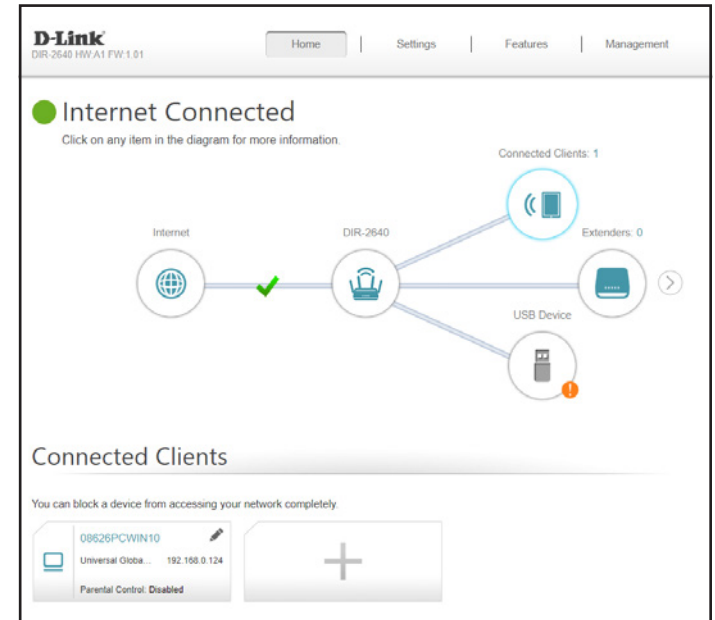 D-Link
DIR-2640 HW:A1 FW:1.01
Home | Settings | Features | Management
Internet Connected
Click on any item in the diagram for more information.
Connected Clients: 1
Internet
DIR-2640
Extenders: 0
USB Device
Connected Clients
You can block a device from accessing your network completely.
08626PCWIN10
Universal Globa... 192.168.0.124
Parental Control: Disabled